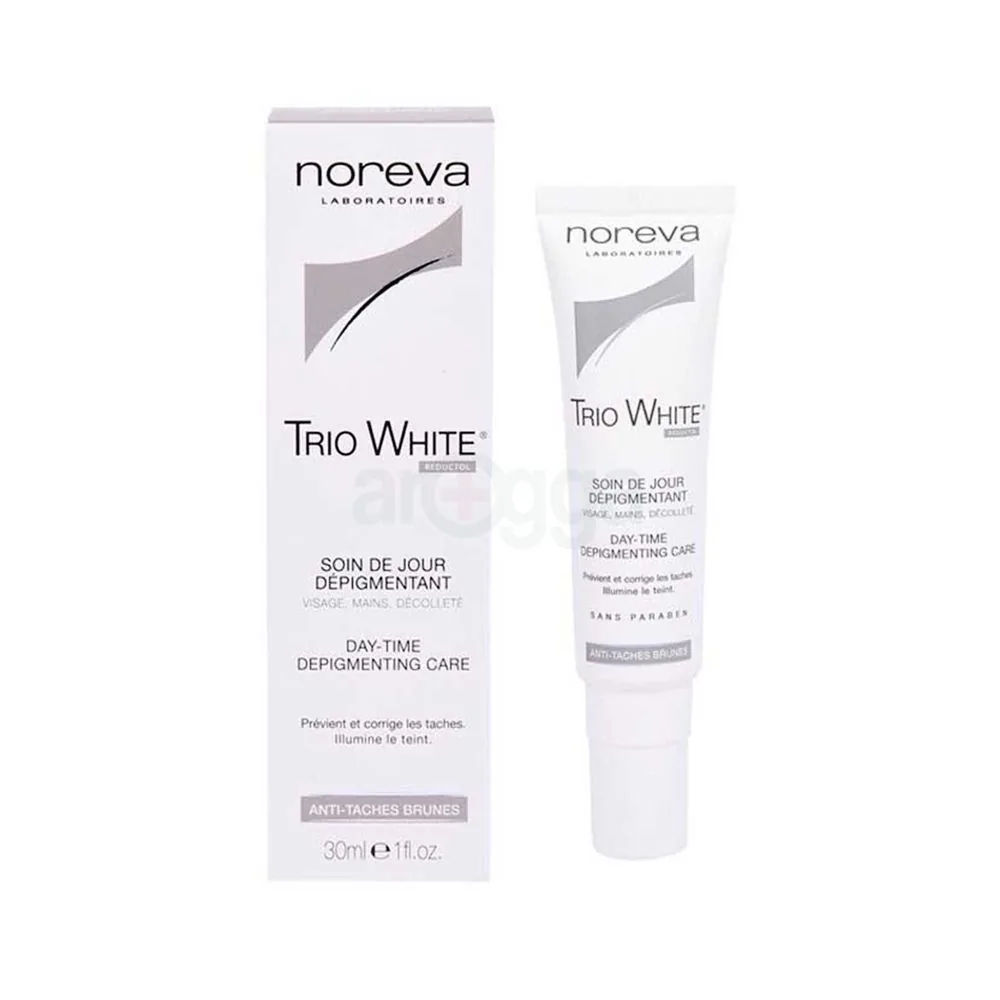 noreva
LABORATOIRES
TRIO WHITE®
REDUCTOL
SOIN DE JOUR
DÉPIGMENTANT
VISAGE, MAINS, DÉCOLLETÉ
DAY-TIME
DEPIGMENTING CARE
Prévient et corrige les taches.
Illumine le teint.
ANTI-TACHES BRUNES
30ml e 1fl.oz.
noreva
LABORATOIRES
TRIO WHITE®
REDUCTOL
SOIN DE JOUR
DÉPIGMENTANT
VISAGE, MAINS, DÉCOLLETÉ
DAY-TIME
DEPIGMENTING CARE
Prévient et corrige les taches
Illumine le teint.
SANS PARABEN
ANTI-TACHES BRUNES
arogga